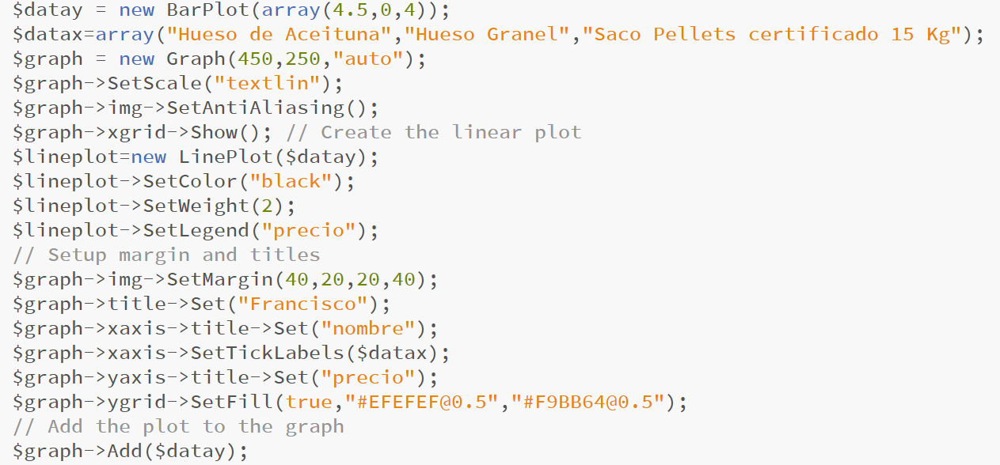 $datay = new BarPlot(array(4.5,0,4));
$datax=array("Hueso de Aceituna","Hueso Granel","Saco Pellets certificado 15 Kg");
$graph = new Graph(450,250,"auto");
$graph->SetScale("textlin");
$graph->img->SetAntiAliasing();
$graph->xgrid->Show(); // Create the linear plot
$lineplot=new LinePlot($datay);
$lineplot->SetColor("black");
$lineplot->SetWeight(2);
$lineplot->SetLegend("precio");
// Setup margin and titles
$graph->img->SetMargin(40,20,20,40);
$graph->title->Set("Francisco");
$graph->xaxis->title->Set("nombre");
$graph->xaxis->SetTickLabels($datax);
$graph->yaxis->title->Set("precio");
$graph->ygrid->SetFill(true,"#EFEFEF@0.5","#F9BB64@0.5");
// Add the plot to the graph
$graph->Add($datay);